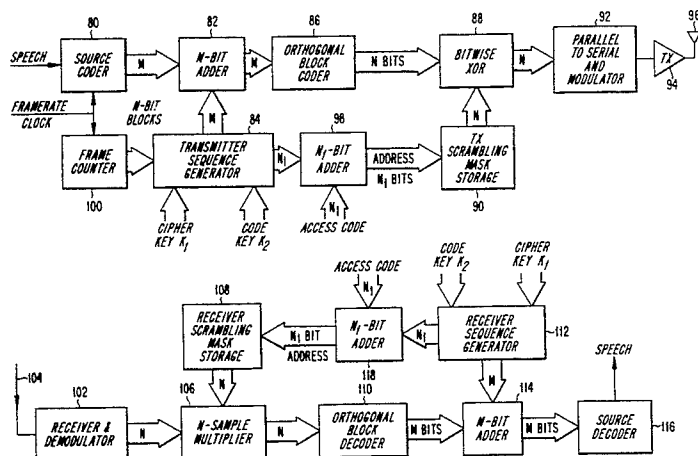 80
82
86
88
92
96
SPEECH
SOURCE
CODER
M
M-BIT
ADDER
M
ORTHOGONAL
BLOCK
CODER
N BITS
BITWISE
XOR
N
PARALLEL
TO SERIAL
AND
MODULATOR
TX
94
FRAMERATE
CLOCK
M-BIT
BLOCKS
M
84
98
N
FRAME
COUNTER
100
TRANSMITTER
SEQUENCE
GENERATOR
N1
N1-BIT
ADDER
ADDRESS
N1 BITS
TX
SCRAMBLING
MASK
STORAGE
90
CIPHER
KEY K1
CODE
KEY K2
N1
ACCESS CODE
ACCESS CODE
N1
CODE
KEY K2
CIPHER
KEY K1
108
RECEIVER
SCRAMBLING
MASK
STORAGE
N1 BIT
ADDRESS
N1-BIT
ADDER
118
N1
RECEIVER
SEQUENCE
GENERATOR
112
SPEECH
104
102
106
N
110
M
114
RECEIVER &
DEMODULATOR
N
N-SAMPLE
MULTIPLIER
N
ORTHOGONAL
BLOCK
DECODER
M BITS
M-BIT
ADDER
M BITS
SOURCE
DECODER
116